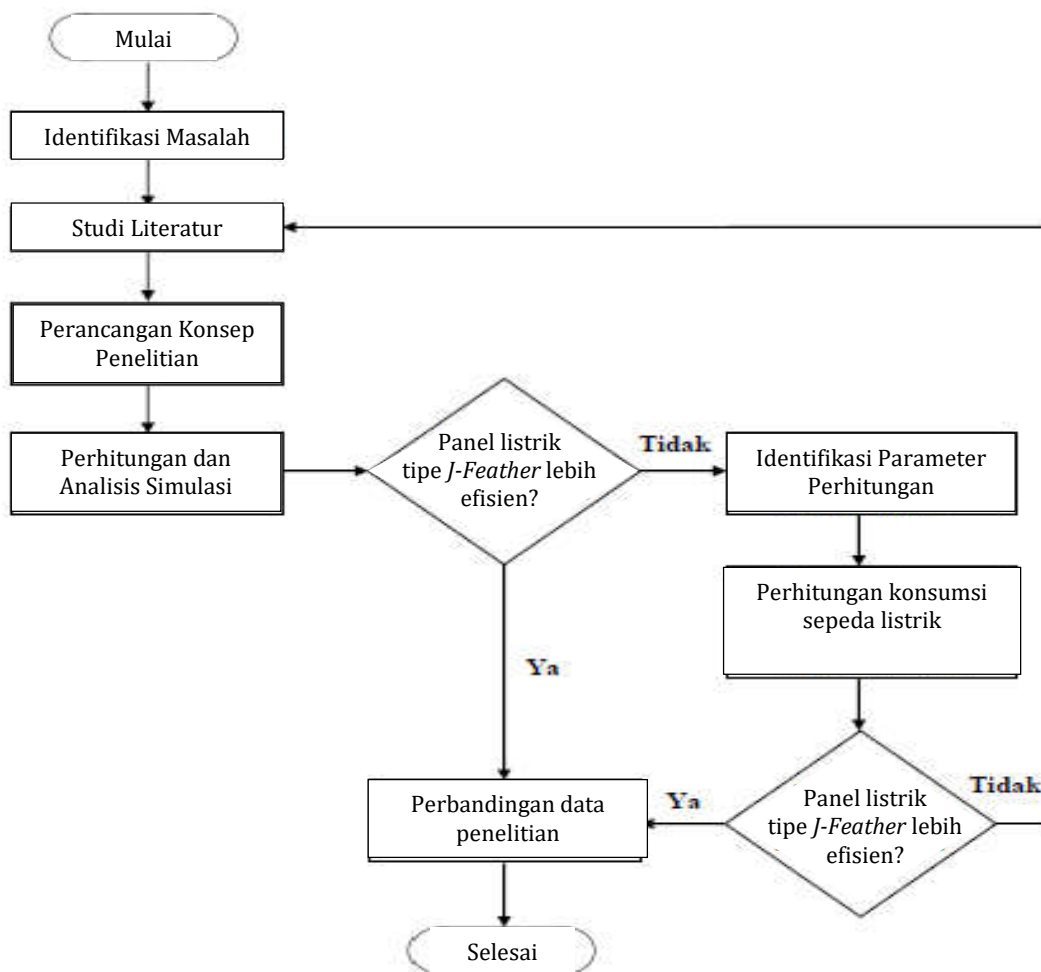 Mulai
Identifikasi Masalah
Studi Literatur
Perancangan Konsep
Penelitian
Perhitungan dan
Analisis Simulasi
Panel listrik
tipe J-Feather lebih
efisien?
Tidak
Identifikasi Parameter
Perhitungan
Perhitungan konsumsi
sepeda listrik
Ya
Panel listrik
tipe J-Feather lebih
efisien?
Tidak
Ya
Perbandingan data
penelitian
Selesai